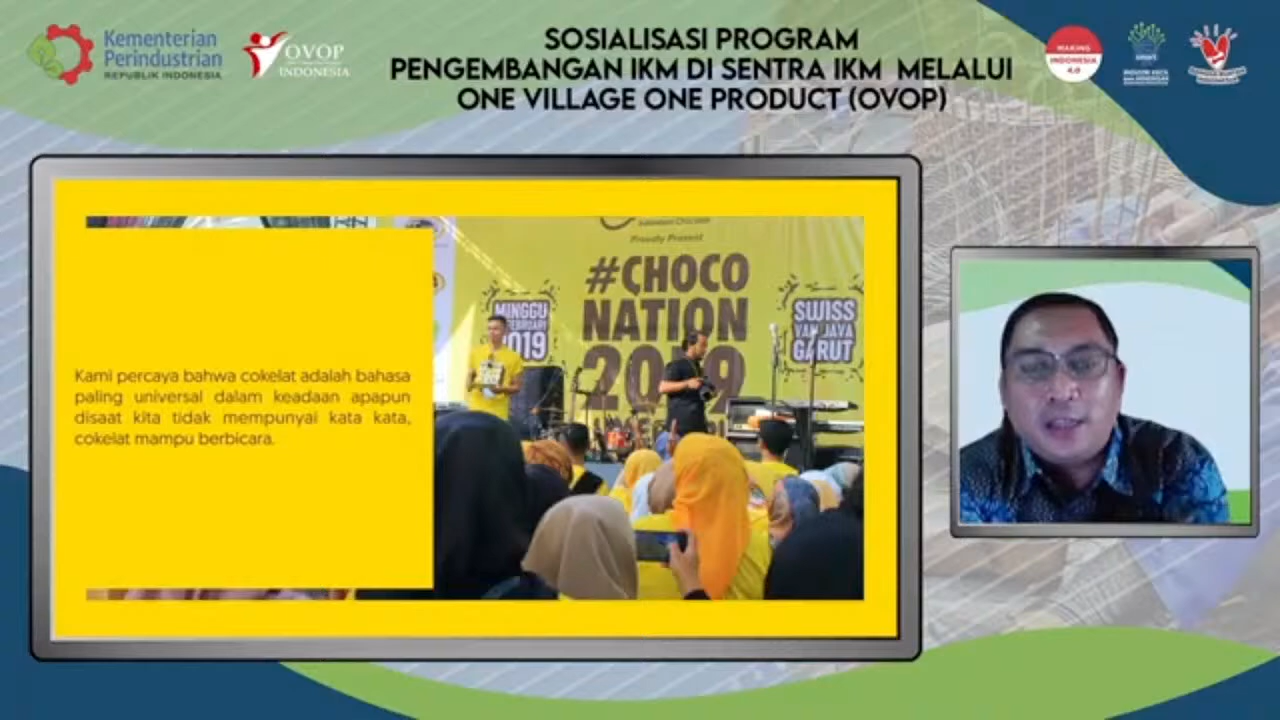 Kementerian
Perindustrian
REPUBLIK INDONESIA
OVOP
INDONESIA
SOSIALISASI PROGRAM
PENGEMBANGAN IKM DI SENTRA IKM MELALUI
ONE VILLAGE ONE PRODUCT (OVOP)
MAKING
INDONESIA
4.0
Kami percaya bahwa cokelat adalah bahasa
paling universal dalam keadaan apapun
disaat kita tidak mempunyai kata kata,
cokelat mampu berbicara.
Proudly Present
#CHOCO
NATION
2019
MINGGU
2019
SWISS
VAN JAVA
GARUT